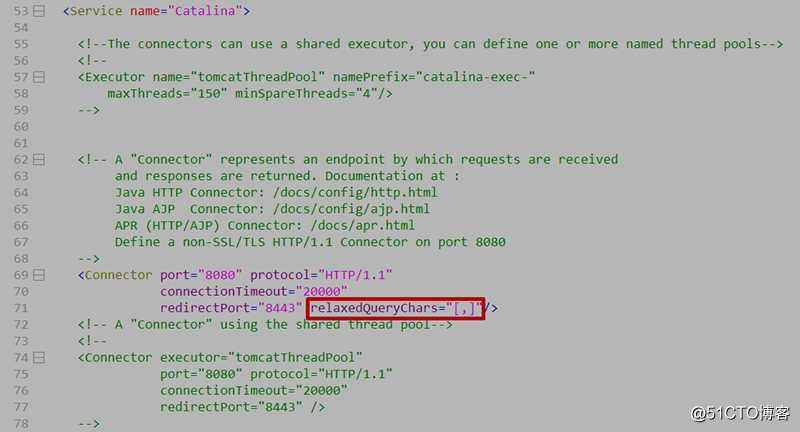 53 <Service name="Catalina">
54
55 <!--The connectors can use a shared executor, you can define one or more named thread pools-->
56 <!--
57 <Executor name="tomcatThreadPool" namePrefix="catalina-exec-"
58 maxThreads="150" minSpareThreads="4"/>
59 -->
60
61
62 <!-- A "Connector" represents an endpoint by which requests are received
63 and responses are returned. Documentation at :
64 Java HTTP Connector: /docs/config/http.html
65 Java AJP  Connector: /docs/config/ajp.html
66 APR (HTTP/AJP) Connector: /docs/apr.html
67 Define a non-SSL/TLS HTTP/1.1 Connector on port 8080
68 -->
69 <Connector port="8080" protocol="HTTP/1.1"
70 connectionTimeout="20000"
71 redirectPort="8443" relaxedQueryChars="[,]"/>
72 <!-- A "Connector" using the shared thread pool-->
73 <!--
74 <Connector executor="tomcatThreadPool"
75 port="8080" protocol="HTTP/1.1"
76 connectionTimeout="20000"
77 redirectPort="8443" />
78 -->
@51CTO博客